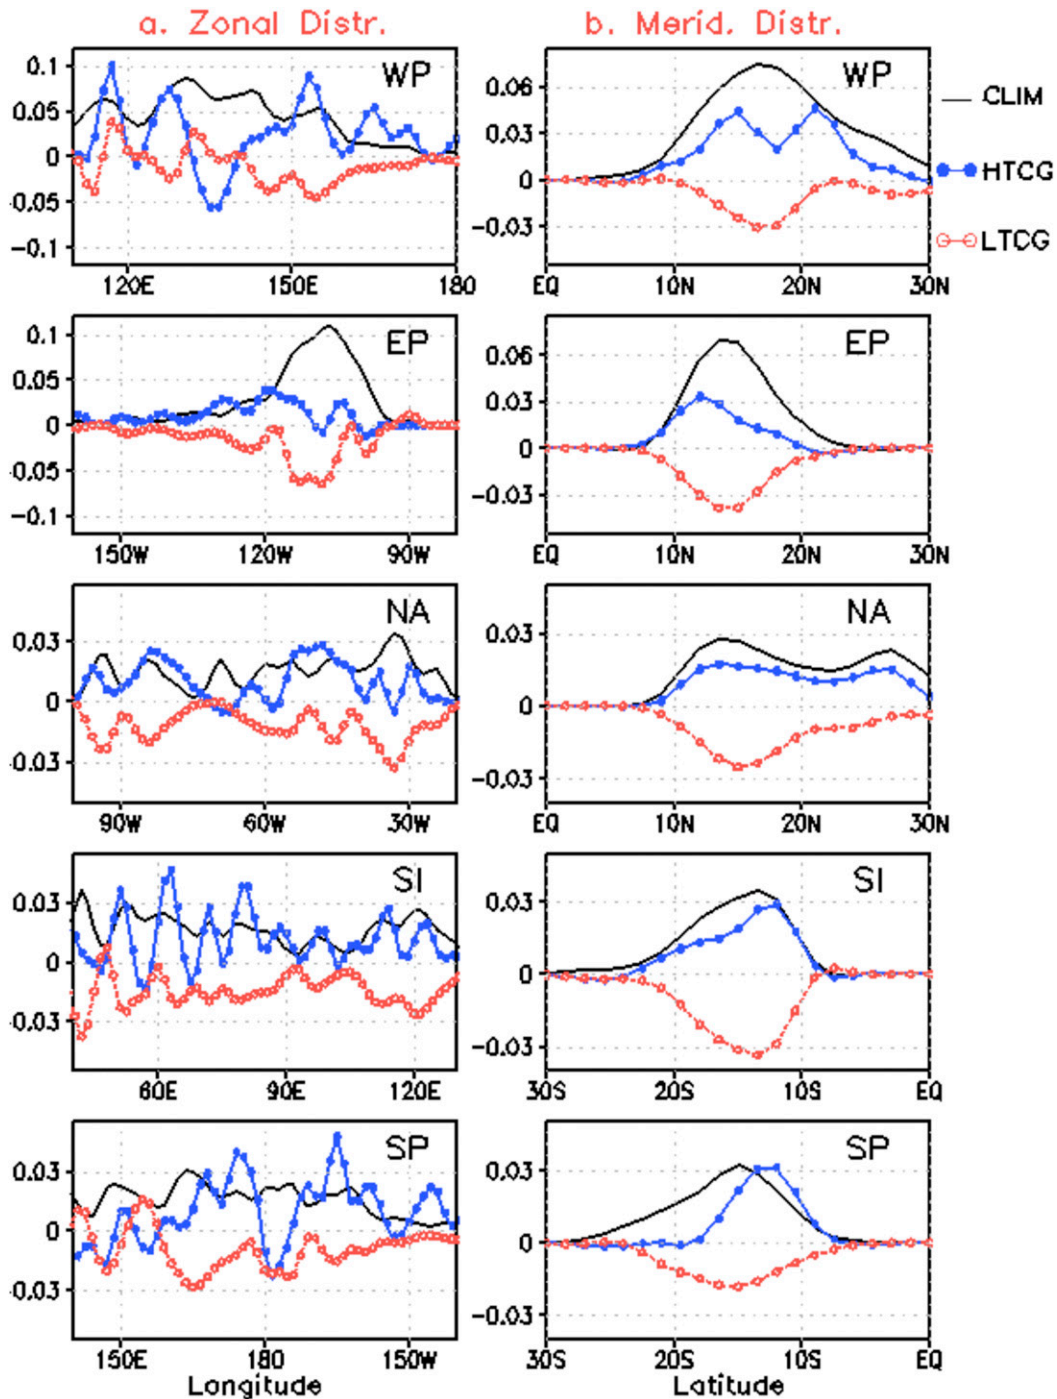 a. Zonal Distr.
b. Merid. Distr.
WP
0.1
0.05
0
-0.05
-0.1
120E 150E 180
WP
0.06
0.03
0
-0.03
EQ 10N 20N 30N
CLIM
HTCG
LTCG
EP
0.1
0.05
0
-0.05
-0.1
150W 120W 90W
EP
0.06
0.03
0
-0.03
EQ 10N 20N 30N
NA
0.03
0
-0.03
90W 60W 30W
NA
0.03
0
-0.03
EQ 10N 20N 30N
SI
0.03
0
-0.03
60E 90E 120E
SI
0.03
0
-0.03
30S 20S 10S EQ
SP
0.03
0
-0.03
150E 180 150W
Longitude
SP
0.03
0
-0.03
30S 20S 10S EQ
Latitude